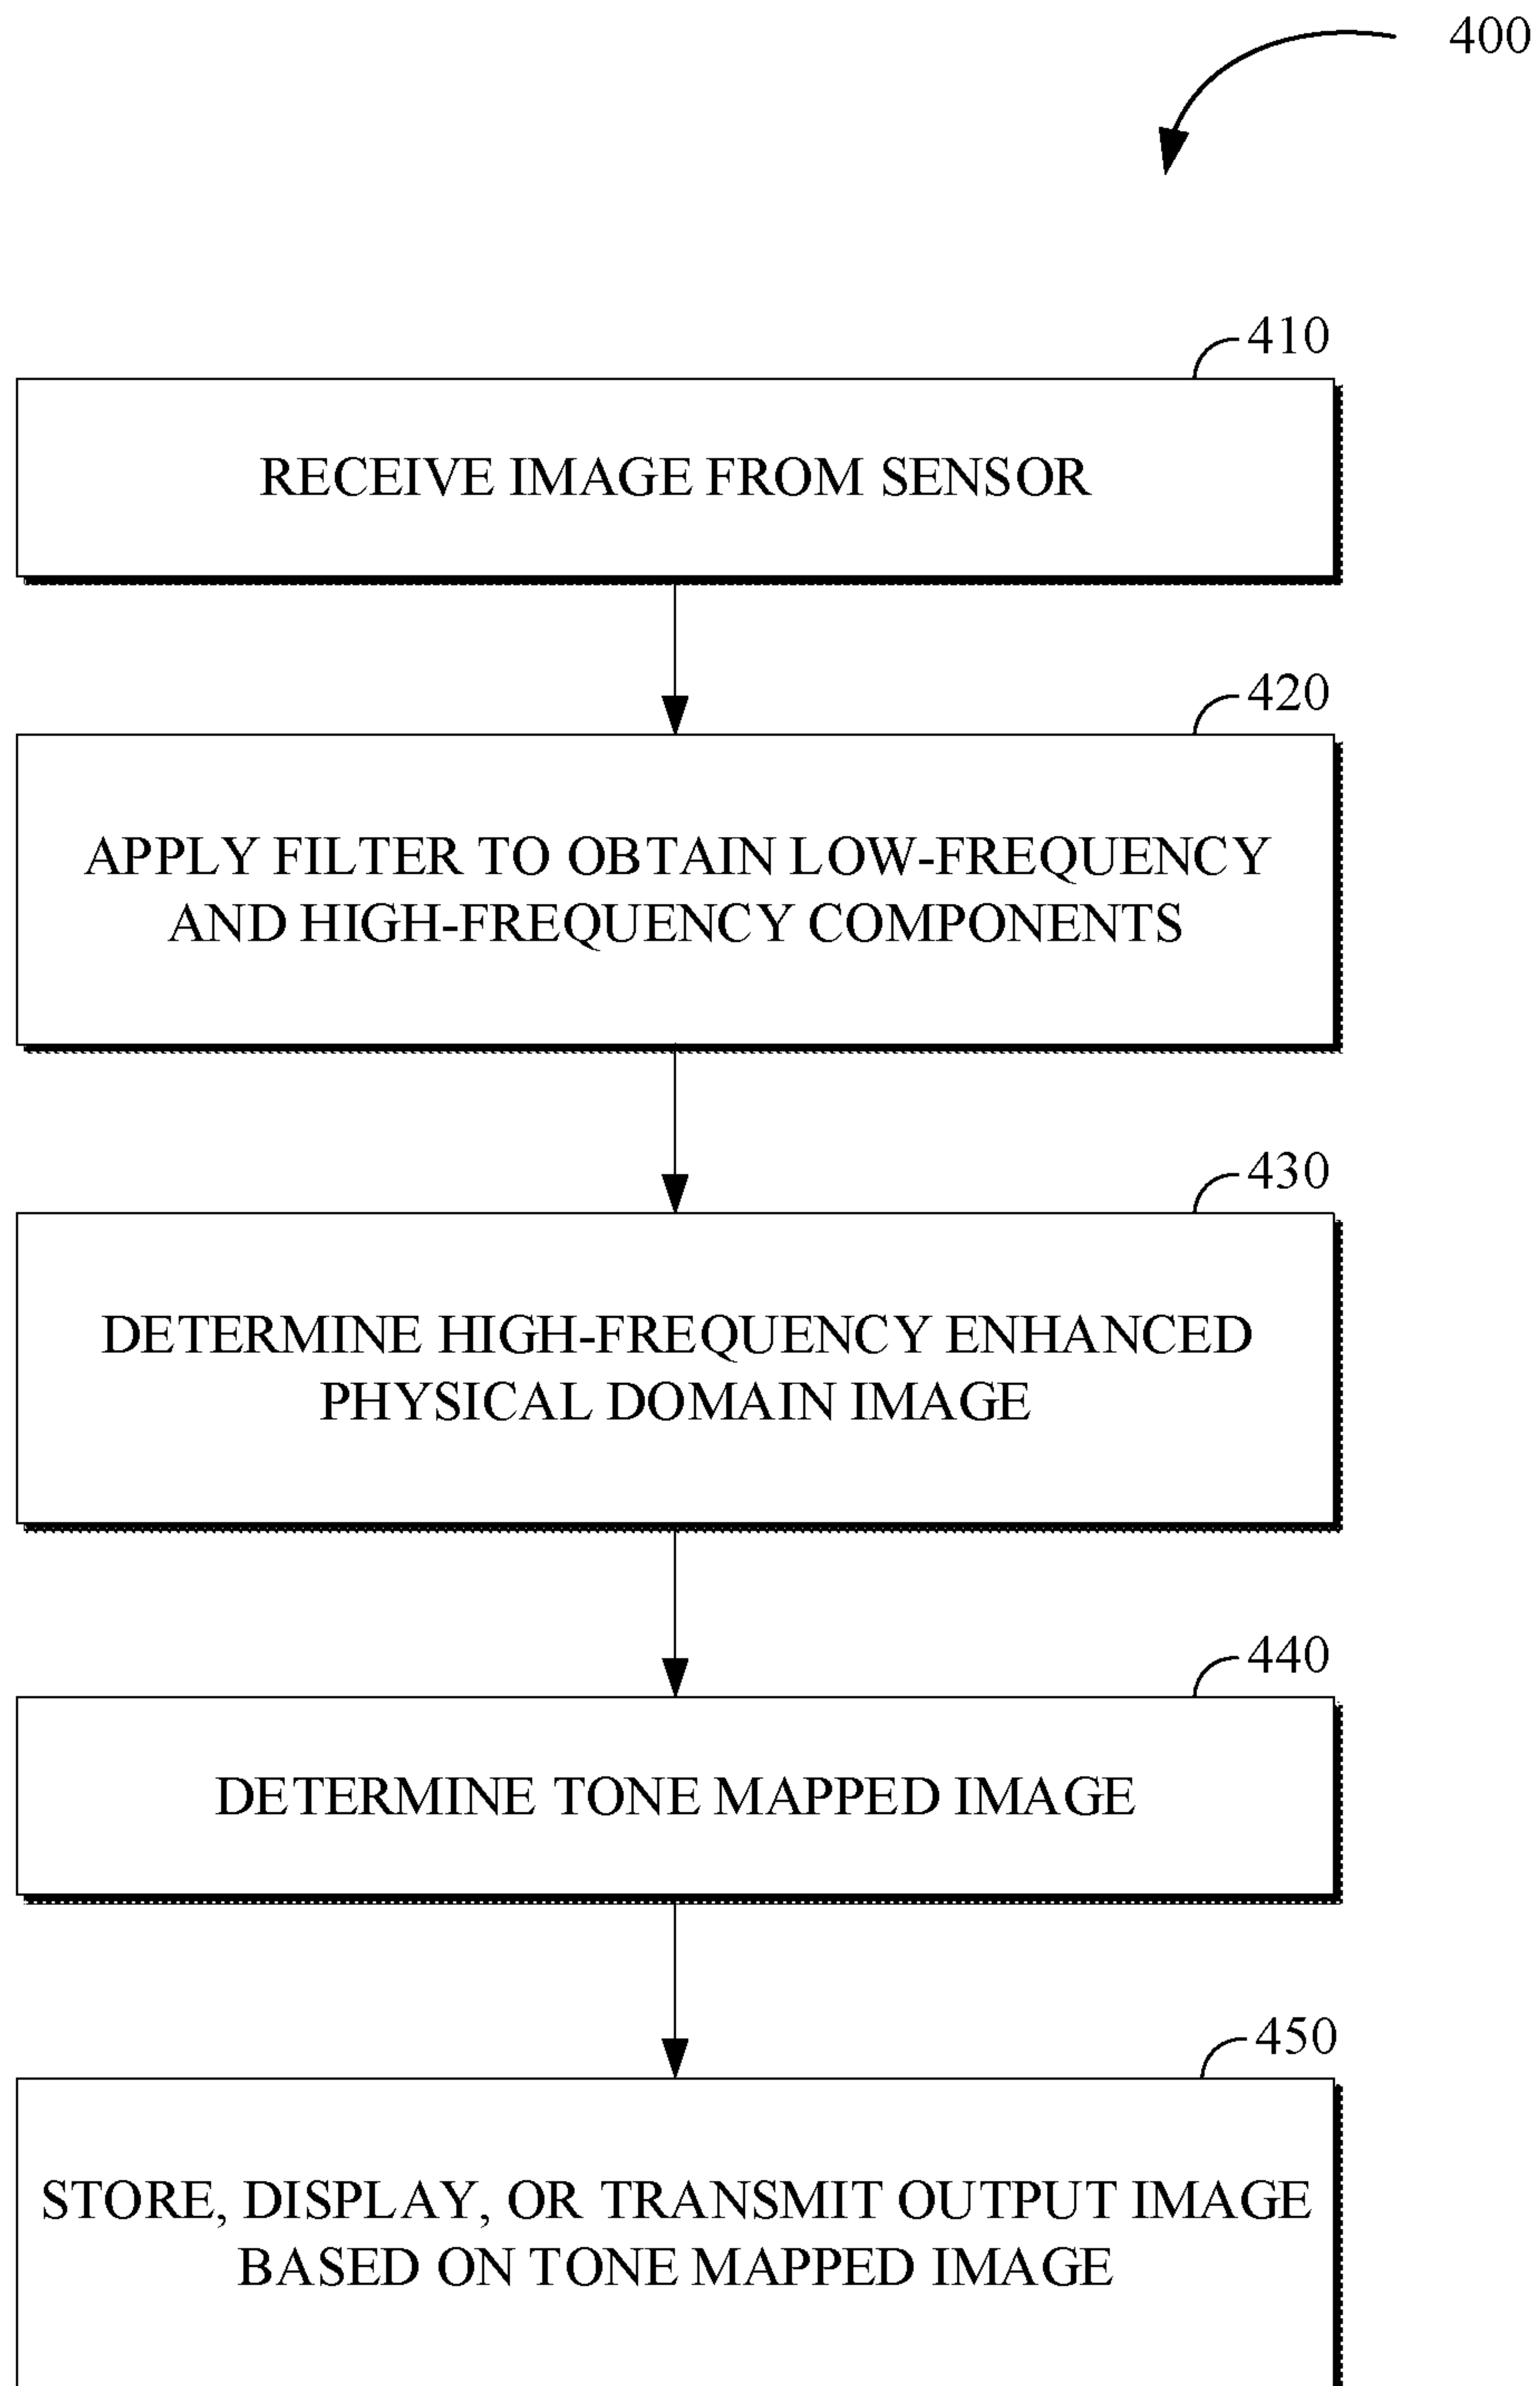 400
410
RECEIVE IMAGE FROM SENSOR
420
APPLY FILTER TO OBTAIN LOW-FREQUENCY
AND HIGH-FREQUENCY COMPONENTS
430
DETERMINE HIGH-FREQUENCY ENHANCED
PHYSICAL DOMAIN IMAGE
440
DETERMINE TONE MAPPED IMAGE
450
STORE, DISPLAY, OR TRANSMIT OUTPUT IMAGE
BASED ON TONE MAPPED IMAGE